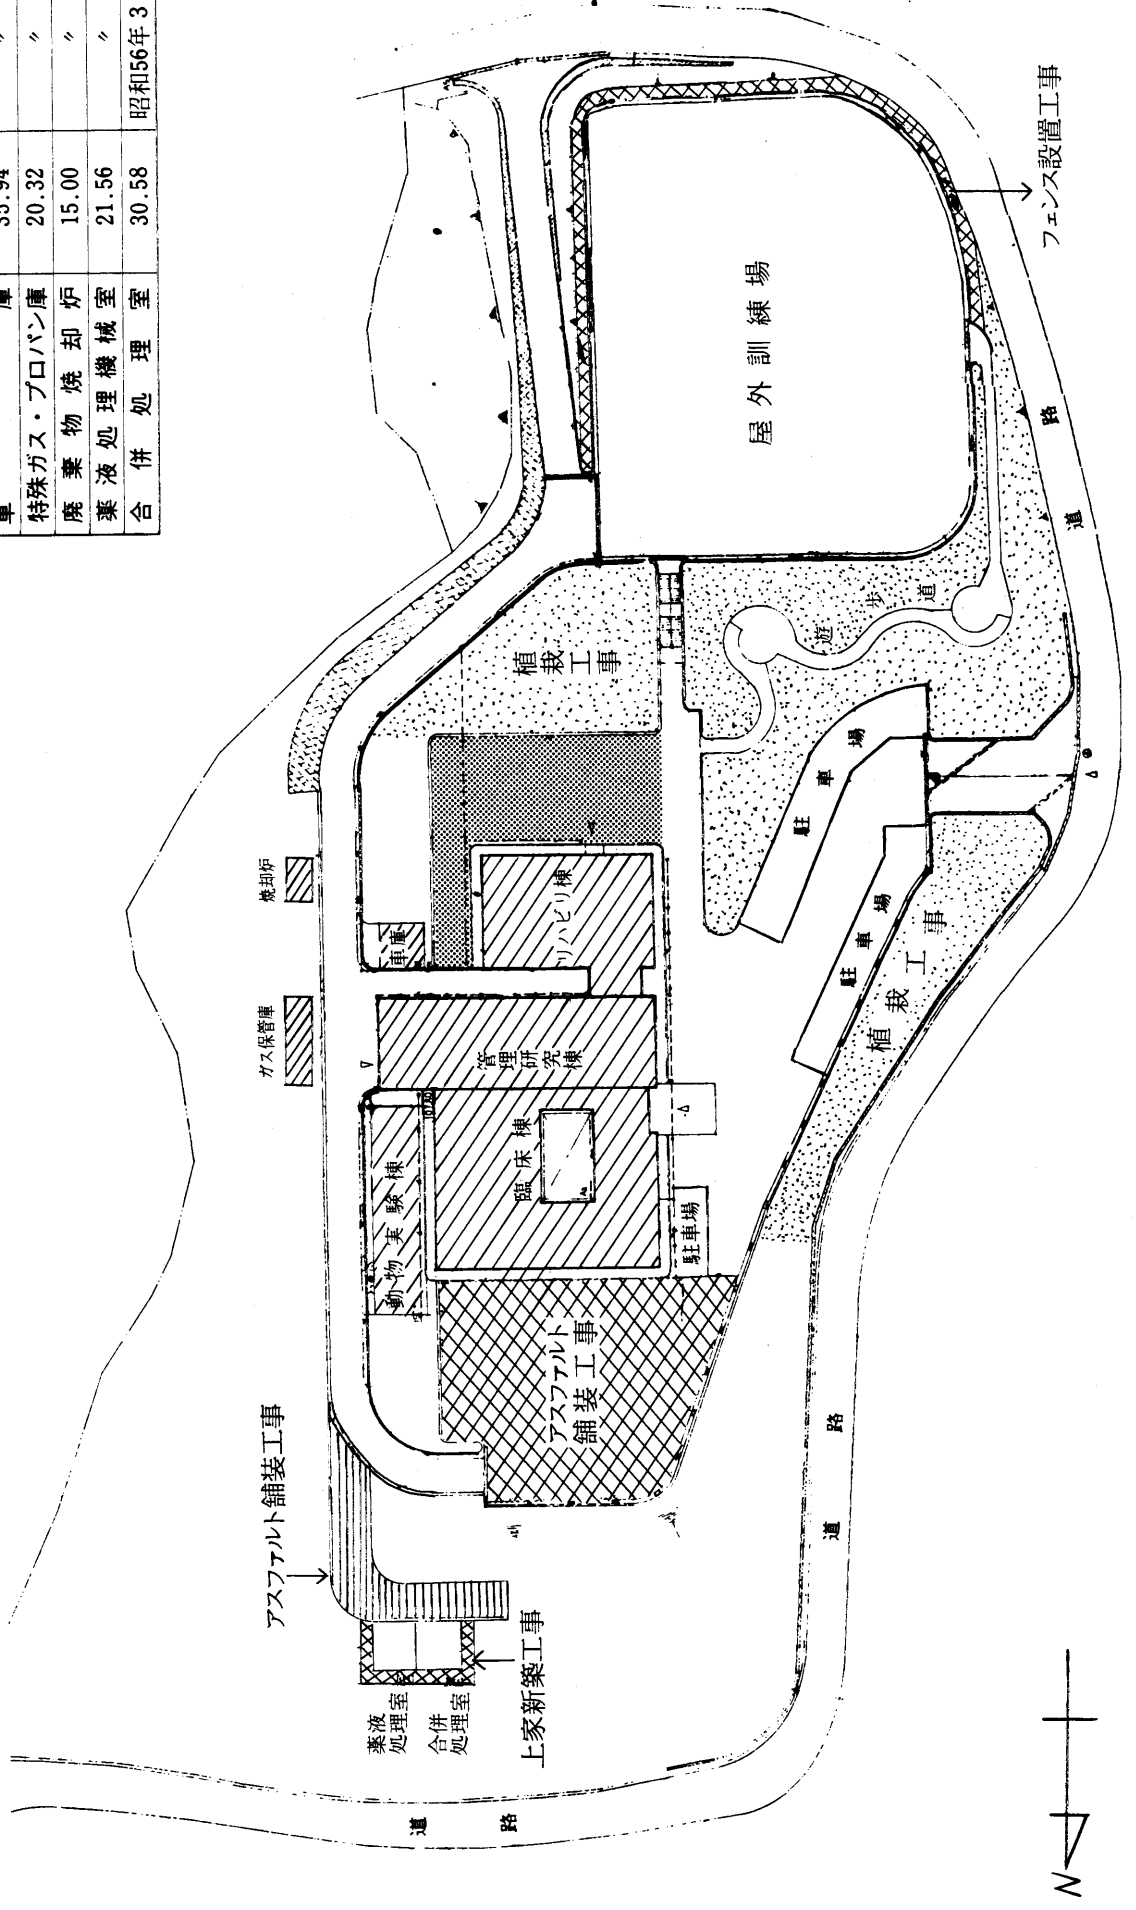 庫 35.94 〃
特殊ガス・プロパン庫 20.32 〃
廃棄物焼却炉 15.00 〃
薬液処理機械室 21.56 〃
合併処理室 30.58 昭和56年3
フェンス設置工事
屋外訓練場
道路
遊歩道
植栽工事
駐車場
駐車場
植栽工事
焼却炉
ガス保管庫
車庫
リハビリ棟
管理研究棟
臨床棟
動物実験棟
駐車場
アスファルト
舗装工事
アスファルト舗装工事
薬液
処理室
合併
処理室
上家新築工事
道路
道路
N